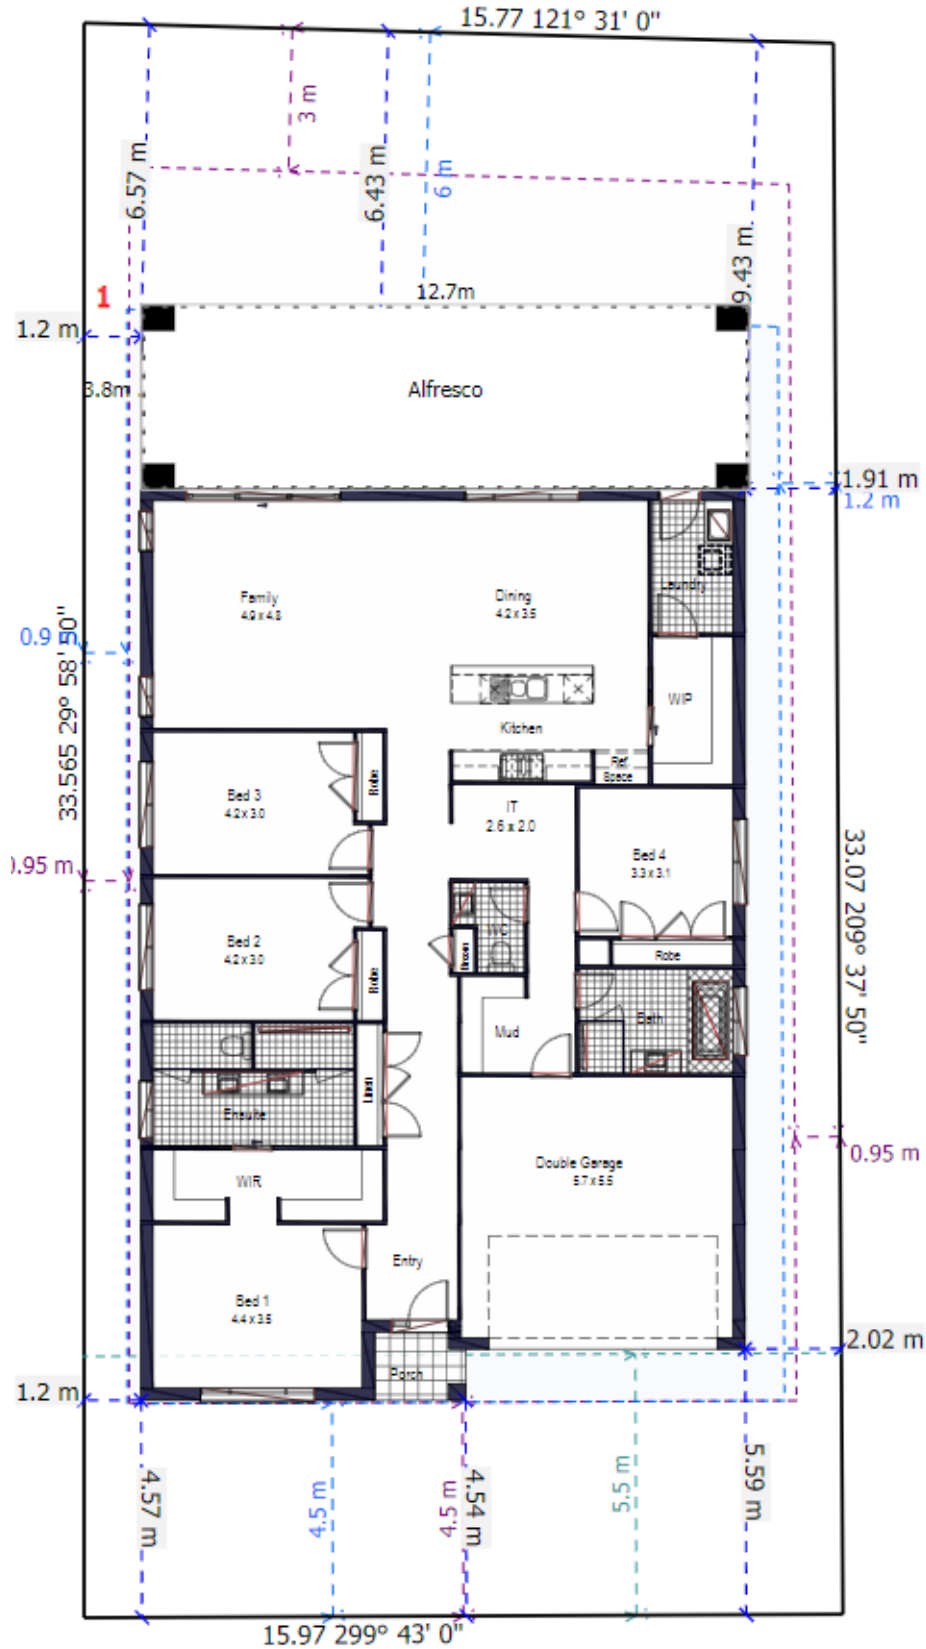 15.77 121° 31' 0"
3 m
6.57 m
6.43 m
6 m
9.43 m
1
12.7m
1.2 m
3.8m
Alfresco
1.91 m
1.2 m
Laundry
Family
4.9 x 4.8
Dining
4.2 x 3.5
0.9
33.565 29° 58' 50"
WIP
Kitchen
Ref
Space
Bed 3
4.2 x 3.0
Robe
IT
2.6 x 2.0
Bed 4
3.3 x 3.1
0.95 m
33.07 209° 37' 50"
Bed 2
4.2 x 3.0
Robe
WC
Broom
Robe
Mud
Bath
Linen
Ensuite
0.95 m
Double Garage
5.7 x 5.5
WIR
Entry
Bed 1
4.4 x 3.5
2.02 m
Porch
1.2 m
4.57 m
4.5 m
4.5 m
4.54 m
5.5 m
5.59 m
15.97 299° 43' 0"